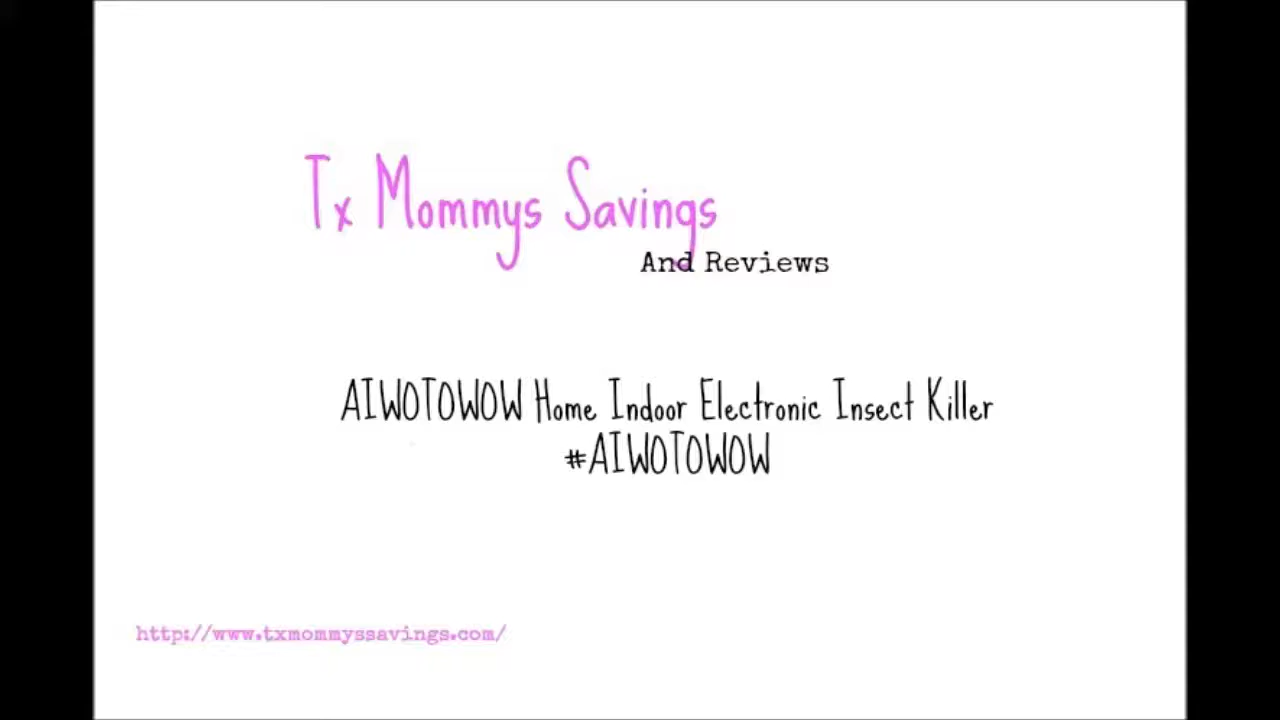 Tx Mommys Savings
And Reviews
AIWOTOWOW Home Indoor Electronic Insect Killer
#AIWOTOWOW
http://www.txmommyssavings.com/